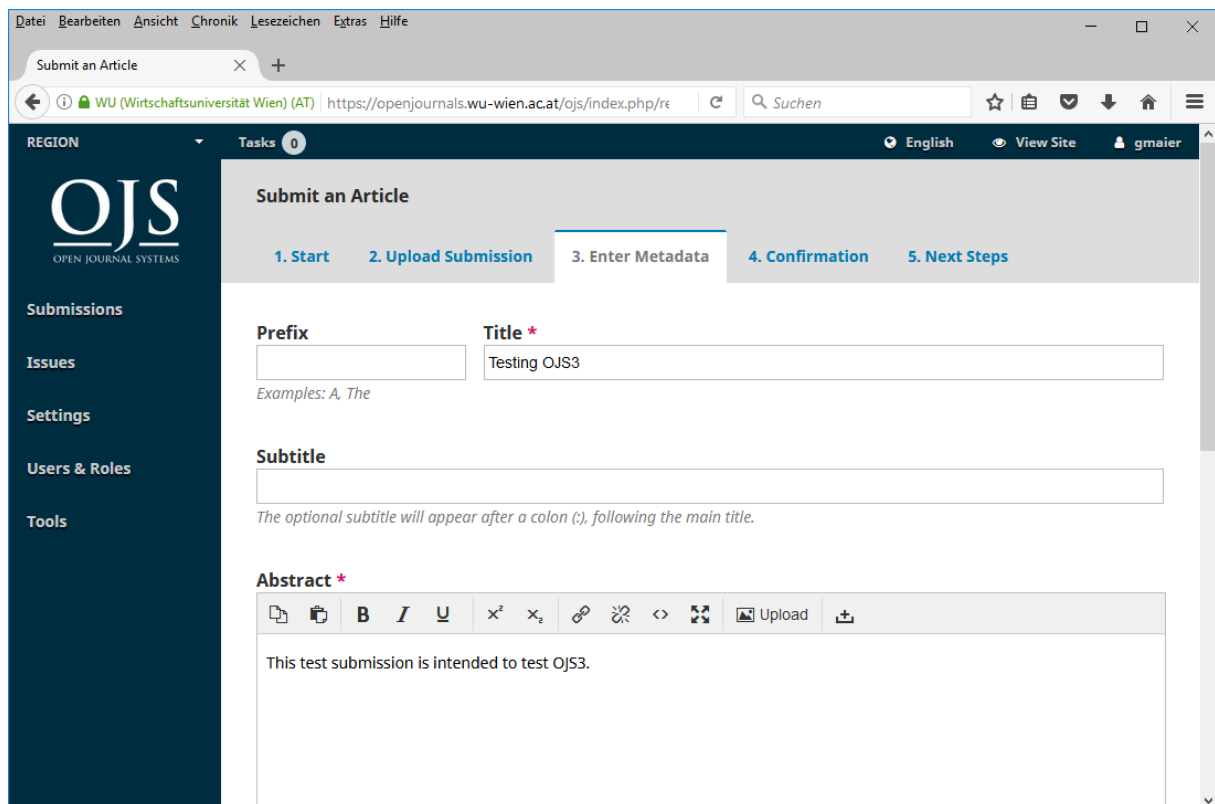 Datei Bearbeiten Ansicht Chronik Lesezeichen Extras Hilfe
Submit an Article
WU (Wirtschaftsuniversität Wien) (AT) https://openjournals.wu-wien.ac.at/ojs/index.php/re Suchen
REGION Tasks 0 English View Site gmaier
OJS
OPEN JOURNAL SYSTEMS
Submit an Article
1. Start 2. Upload Submission 3. Enter Metadata 4. Confirmation 5. Next Steps
Submissions
Issues
Settings
Users & Roles
Tools
Prefix Title *
Testing OJS3
Examples: A, The
Subtitle
The optional subtitle will appear after a colon (:), following the main title.
Abstract *
B I U x² x₂ Upload
This test submission is intended to test OJS3.